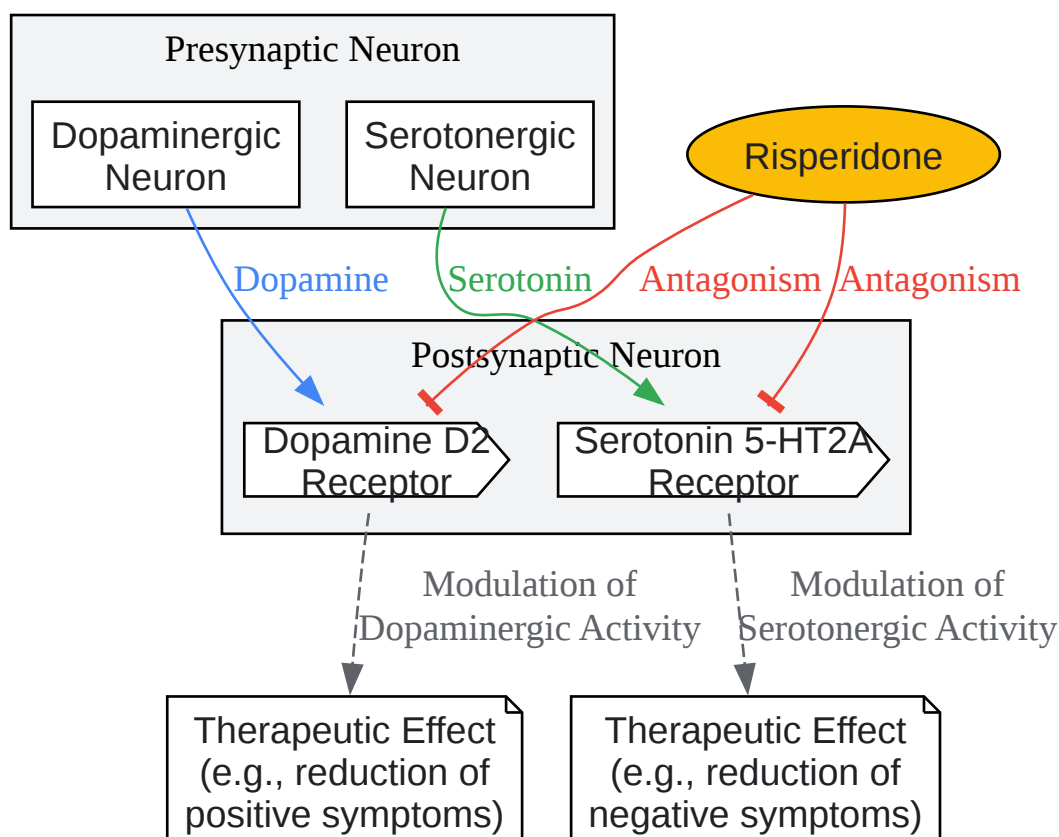 Presynaptic Neuron
Dopaminergic
Neuron
Serotonergic
Neuron
Risperidone
Dopamine
Serotonin
Antagonism
Antagonism
Postsynaptic Neuron
Dopamine D2
Receptor
Serotonin 5-HT2A
Receptor
Modulation of
Dopaminergic Activity
Modulation of
Serotonergic Activity
Therapeutic Effect
(e.g., reduction of
positive symptoms)
Therapeutic Effect
(e.g., reduction of
negative symptoms)